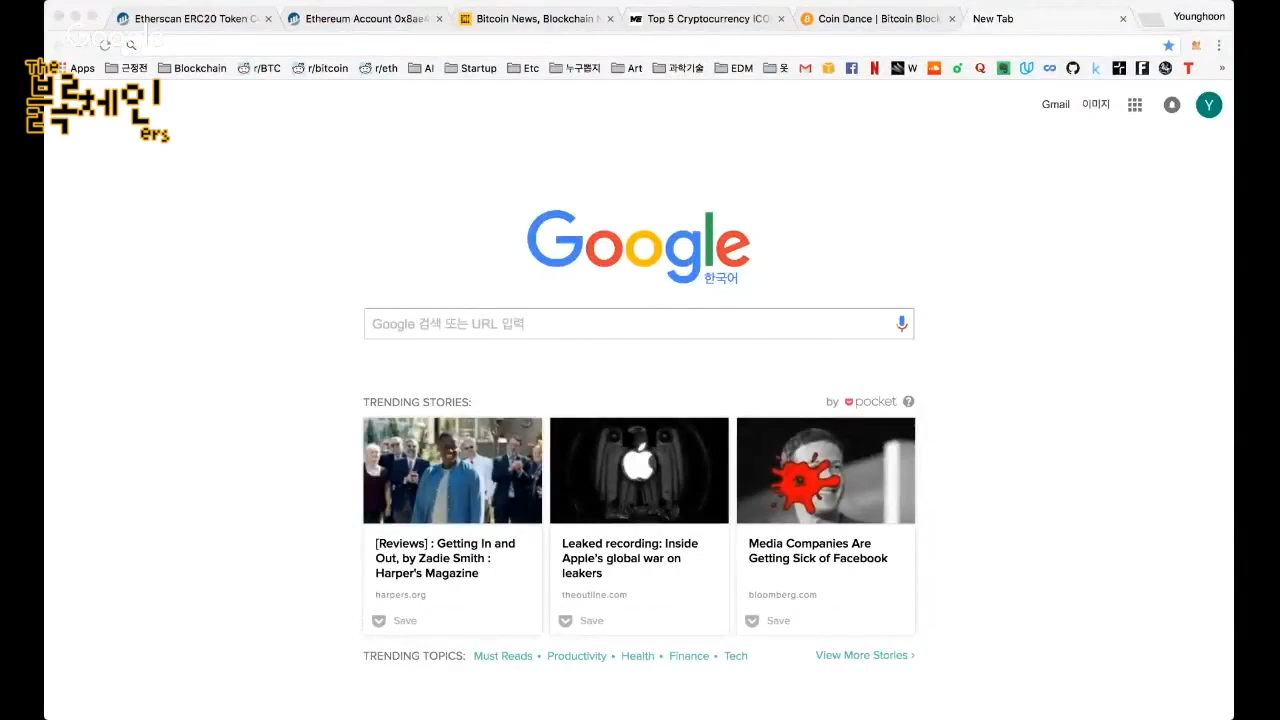 Etherscan ERC20 Token C
Ethereum Account 0x8ae4
Bitcoin News, Blockchain N
Top 5 Cryptocurrency ICO
Coin Dance | Bitcoin Block
New Tab
Younghoon
Google
Apps
근정전
Blockchain
r/BTC
r/bitcoin
r/eth
AI
Startup
Etc
누구뽑지
Art
과학기술
EDM
옷
W
The
블록체인
ers
Gmail 이미지
Y
Google
한국어
Google 검색 또는 URL 입력
TRENDING STORIES:
by pocket
[Reviews] : Getting In and
Out, by Zadie Smith :
Harper's Magazine
harpers.org
Save
Leaked recording: Inside
Apple's global war on
leakers
theoutline.com
Save
Media Companies Are
Getting Sick of Facebook
bloomberg.com
Save
TRENDING TOPICS: Must Reads • Productivity • Health • Finance • Tech
View More Stories ›